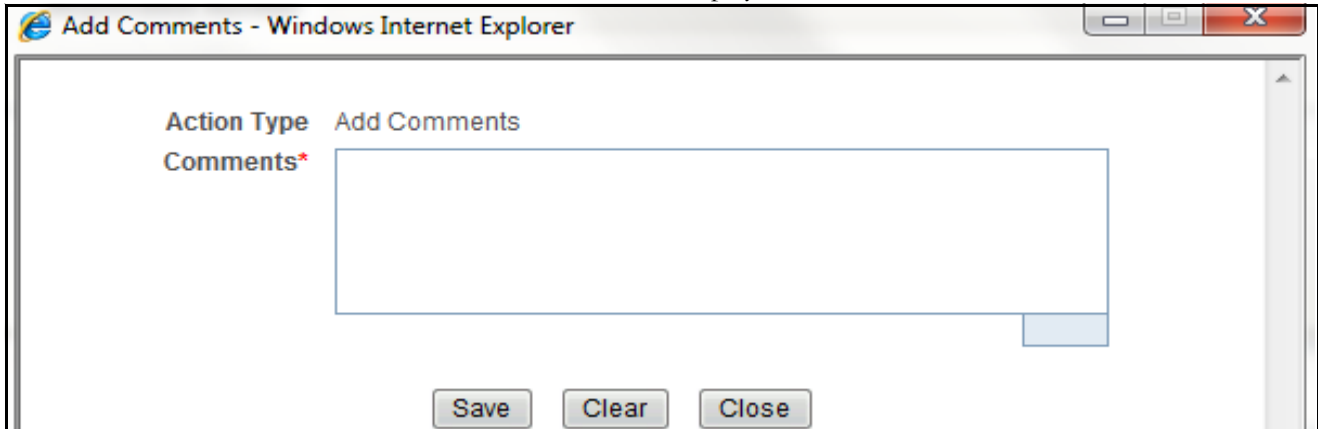 Add Comments - Windows Internet Explorer
Action Type Add Comments
Comments*
Save Clear Close